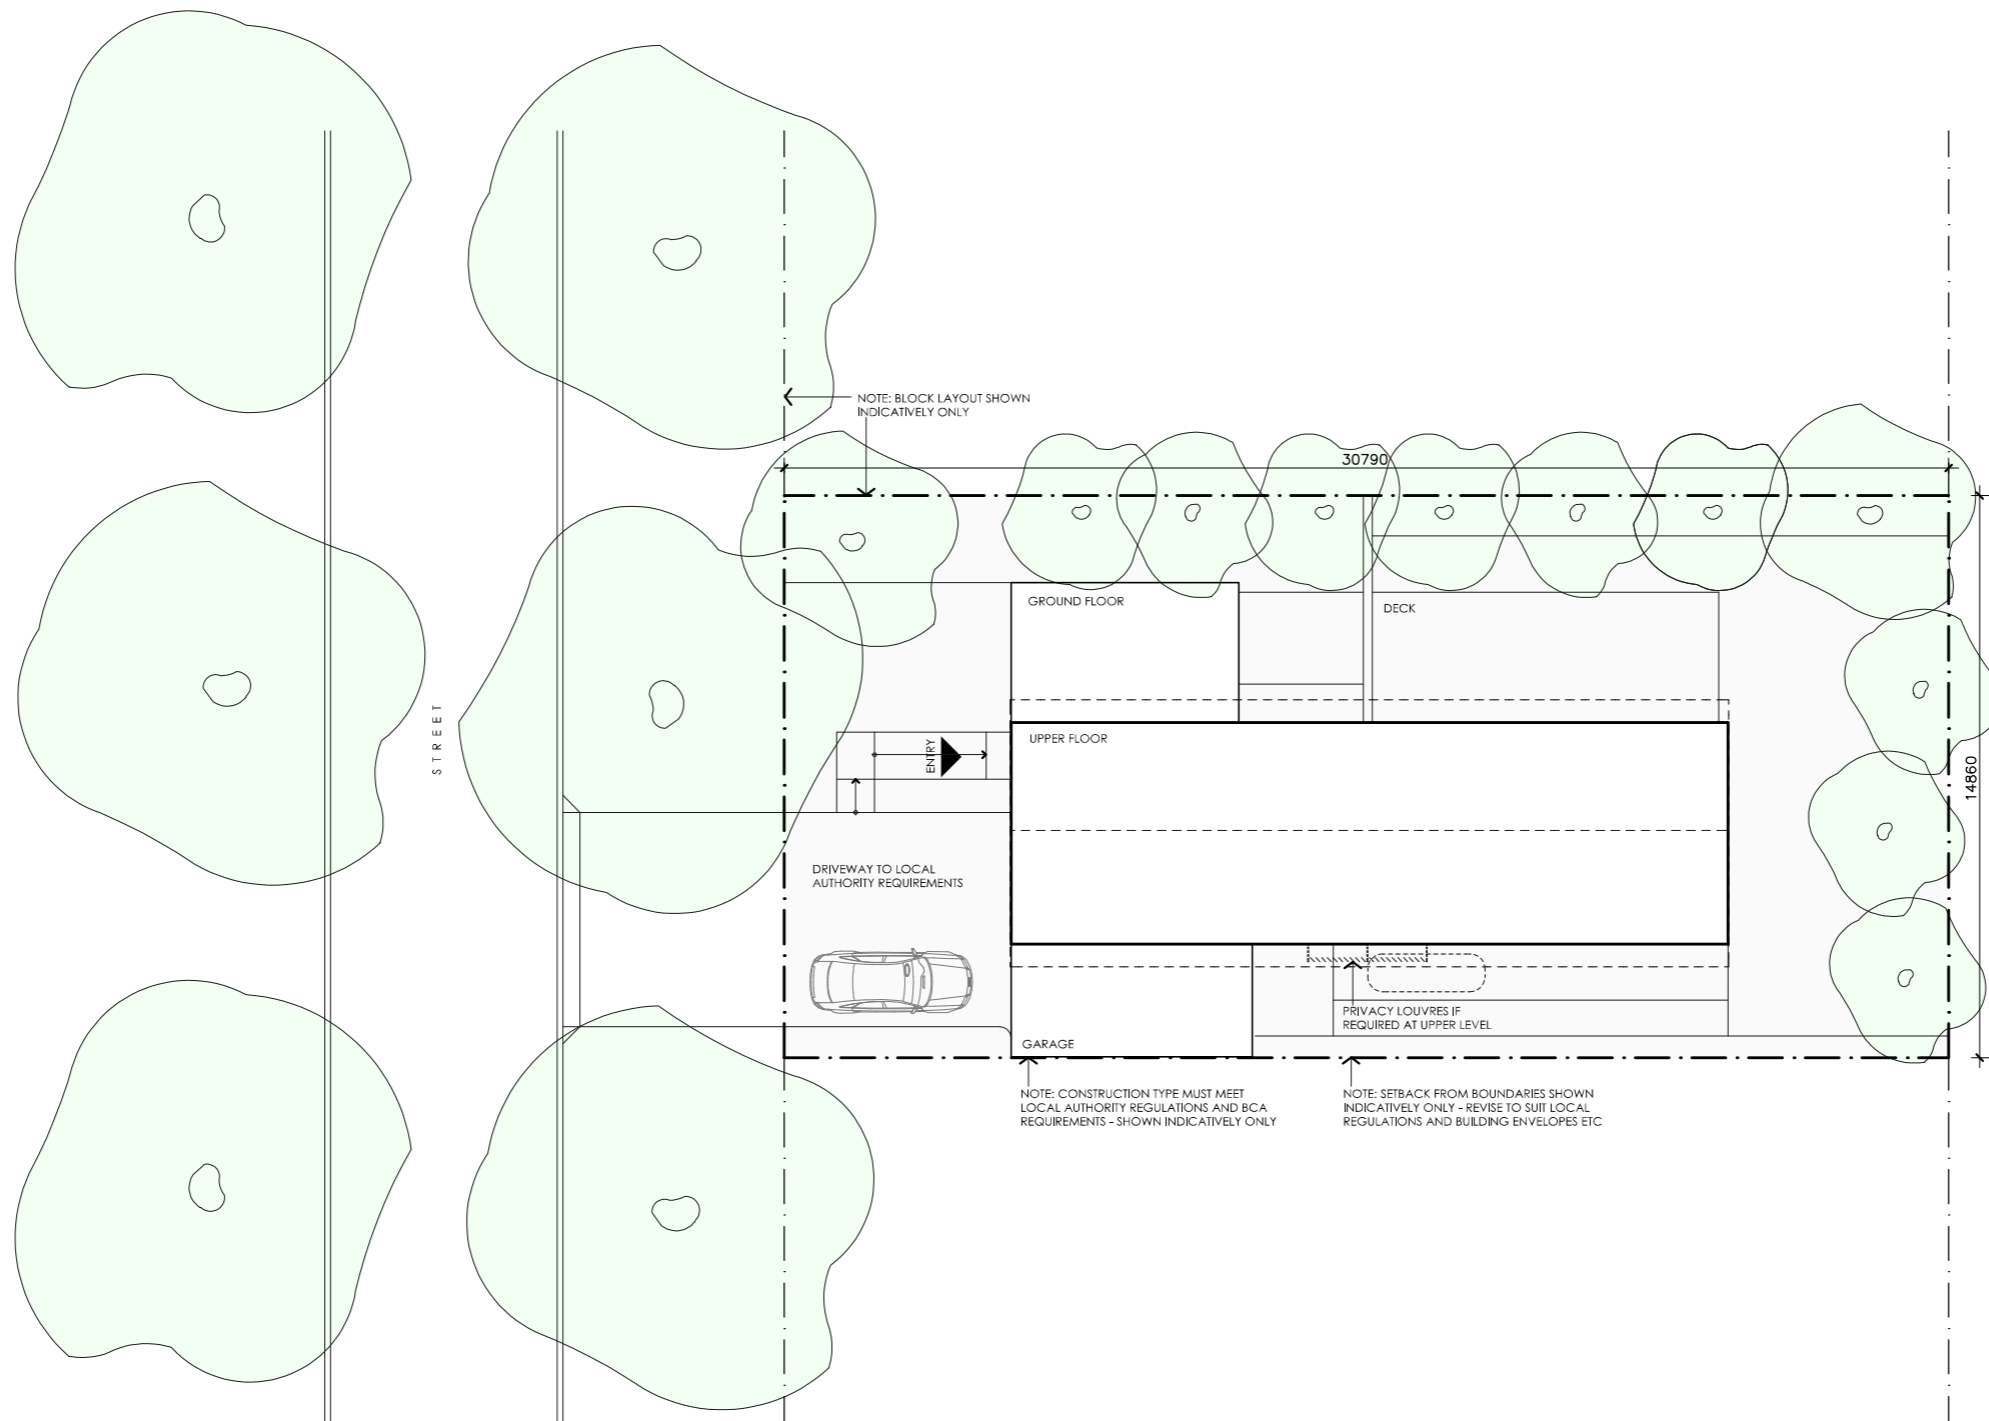 NOTE: BLOCK LAYOUT SHOWN
INDICATIVELY ONLY
30790
GROUND FLOOR
DECK
STREET
ENTRY
UPPER FLOOR
14860
DRIVEWAY TO LOCAL
AUTHORITY REQUIREMENTS
PRIVACY LOUVRES IF
REQUIRED AT UPPER LEVEL
GARAGE
NOTE: CONSTRUCTION TYPE MUST MEET
LOCAL AUTHORITY REGULATIONS AND BCA
REQUIREMENTS - SHOWN INDICATIVELY ONLY
NOTE: SETBACK FROM BOUNDARIES SHOWN
INDICATIVELY ONLY - REVISE TO SUIT LOCAL
REGULATIONS AND BUILDING ENVELOPES ETC